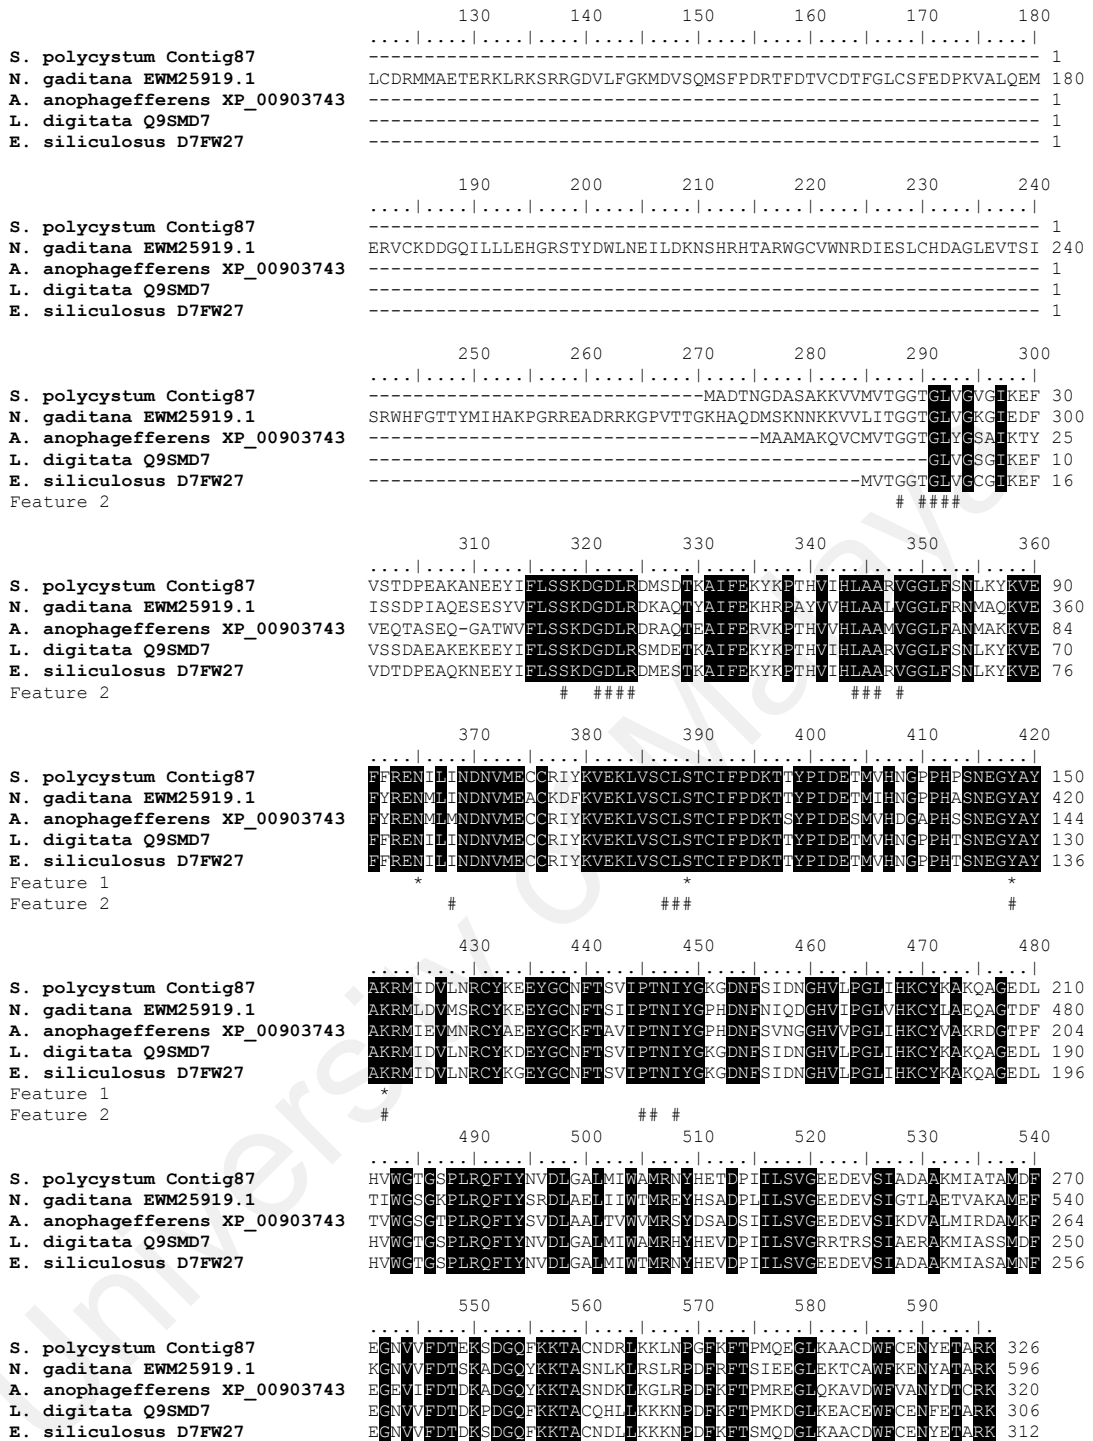 130 140 150 160 170 180
....|....|....|....|....|....|....|....|....|....|....|....|
S. polycystum Contig87 ------------------------------------------------------------ 1
N. gaditana EWM25919.1 LCDRMMAETERKLRKSRRGDVLFGKMDVSQMSFPDRTFDTVCDTFGLCSFEDPKVALQEM 180
A. anophagefferens XP_00903743 ------------------------------------------------------------ 1
L. digitata Q9SMD7 ------------------------------------------------------------ 1
E. siliculosus D7FW27 ------------------------------------------------------------ 1
190 200 210 220 230 240
....|....|....|....|....|....|....|....|....|....|....|....|
S. polycystum Contig87 ------------------------------------------------------------ 1
N. gaditana EWM25919.1 ERVCKDDGQILLLEHGRSTYDWLNEILDKNSHRHTARWGCVWNRDIESLCHDAGLEVTSI 240
A. anophagefferens XP_00903743 ------------------------------------------------------------ 1
L. digitata Q9SMD7 ------------------------------------------------------------ 1
E. siliculosus D7FW27 ------------------------------------------------------------ 1
250 260 270 280 290 300
....|....|....|....|....|....|....|....|....|....|....|....|
S. polycystum Contig87 ------------------------------MADTNGDASAKKVVMVTGGTGLVGVGIKEF 30
N. gaditana EWM25919.1 SRWHFGTTYMIHAKPGRREADRRKGPVTTGKHAQDMSKNNKKVVLITGGTGLVGKGIEDF 300
A. anophagefferens XP_00903743 -----------------------------------MAAMAKQVCMVTGGTGLYGSAIKTY 25
L. digitata Q9SMD7 --------------------------------------------------GLVGSGIKEF 10
E. siliculosus D7FW27 --------------------------------------------MVTGGTGLVGCGIKEF 16
Feature 2 # ####
310 320 330 340 350 360
....|....|....|....|....|....|....|....|....|....|....|....|
S. polycystum Contig87 VSTDPEAKANEEYIFLSSKDGDLRDMSDTKAIFEKYKPTHVIHLAARVGGLFSNLKYKVE 90
N. gaditana EWM25919.1 ISSDPIAQESESYVFLSSKDGDLRDKAQTYAIFEKHRPAYVVHLAALVGGLFRNMAQKVE 360
A. anophagefferens XP_00903743 VEQTASEQ-GATWVFLSSKDGDLRDRAQTEAIFERVKPTHVVHLAAMVGGLFANMAKKVE 84
L. digitata Q9SMD7 VSSDAEAKEKEEYIFLSSKDGDLRSMDETKAIFEKYKPTHVIHLAARVGGLFSNLKYKVE 70
E. siliculosus D7FW27 VDTDPEAQKNEEYIFLSSKDGDLRDMESTKAIFEKYKPTHVIHLAARVGGLFSNLKYKVE 76
Feature 2 # #### ### #
370 380 390 400 410 420
....|....|....|....|....|....|....|....|....|....|....|....|
S. polycystum Contig87 FFRENILINDNVMECCRIYKVEKLVSCLSTCIFPDKTTYPIDETMVHNGPPHPSNEGYAY 150
N. gaditana EWM25919.1 FYRENMLINDNVMEACKDFKVEKLVSCLSTCIFPDKTTYPIDETMIHNGPPHASNEGYAY 420
A. anophagefferens XP_00903743 FYRENMLMNDNVMECCRIYKVEKLVSCLSTCIFPDKTSYPIDESMVHDGAPHSSNEGYAY 144
L. digitata Q9SMD7 FFRENILINDNVMECCRIYKVEKLVSCLSTCIFPDKTTYPIDETMVHNGPPHTSNEGYAY 130
E. siliculosus D7FW27 FFRENILINDNVMECCRIYKVEKLVSCLSTCIFPDKTTYPIDETMVHNGPPHTSNEGYAY 136
Feature 1 * * *
Feature 2 # ### #
430 440 450 460 470 480
....|....|....|....|....|....|....|....|....|....|....|....|
S. polycystum Contig87 AKRMIDVLNRCYKEEYGCNFTSVIPTNIYGKGDNFSIDNGHVLPGLIHKCYKAKQAGEDL 210
N. gaditana EWM25919.1 AKRMLDVMSRCYKEEYGCNFTSIIPTNIYGPHDNFNIQDGHVIPGLVHKCYLAEQAGTDF 480
A. anophagefferens XP_00903743 AKRMIEVMNRCYAEEYGCKFTAVIPTNIYGPHDNFSVNGGHVVPGLIHKCYVAKRDGTPF 204
L. digitata Q9SMD7 AKRMIDVLNRCYKDEYGCNFTSVIPTNIYGKGDNFSIDNGHVLPGLIHKCYKAKQAGEDL 190
E. siliculosus D7FW27 AKRMIDVLNRCYKGEYGCNFTSVIPTNIYGKGDNFSIDNGHVLPGLIHKCYKAKQAGEDL 196
Feature 1 *
Feature 2 # ## #
490 500 510 520 530 540
....|....|....|....|....|....|....|....|....|....|....|....|
S. polycystum Contig87 HVWGTGSPLRQFIYNVDLGALMIWAMRNYHETDPIILSVGEEDEVSIADAAKMIATAMDF 270
N. gaditana EWM25919.1 TIWGSGKPLRQFIYSRDLAELIIWTMREYHSADPLILSVGEEDEVSIGTLAETVAKAMEF 540
A. anophagefferens XP_00903743 TVWGSGTPLRQFIYSVDLAALTVWVMRSYDSADSIILSVGEEDEVSIKDVALMIRDAMKF 264
L. digitata Q9SMD7 HVWGTGSPLRQFIYNVDLGALMIWAMRHYHEVDPIILSVGRRTRSSIAERAKMIASSMDF 250
E. siliculosus D7FW27 HVWGTGSPLRQFIYNVDLGALMIWTMRNYHEVDPIILSVGEEDEVSIADAAKMIASAMNF 256
550 560 570 580 590
....|....|....|....|....|....|....|....|....|....|....|.
S. polycystum Contig87 EGNVVFDTEKSDGQFKKTACNDRLKKLNPGFKFTPMQEGLKAACDWFCENYETARK 326
N. gaditana EWM25919.1 KGNVVFDTSKADGQYKKTASNLKLRSLRPDFRFTSIEEGLEKTCAWFKENYATARK 596
A. anophagefferens XP_00903743 EGEVIFDTDKADGQYKKTASNDKLKGLRPDFKFTPMREGLQKAVDWFVANYDTCRK 320
L. digitata Q9SMD7 EGNVVFDTDKPDGQFKKTACQHLLKKKNPDFKFTPMKDGLKEACEWFCENFETARK 306
E. siliculosus D7FW27 EGNVVFDTDKSDGQFKKTACNDLLKKKNPDFKFTSMQDGLKAACDWFCENYETARK 312
University of Malaya